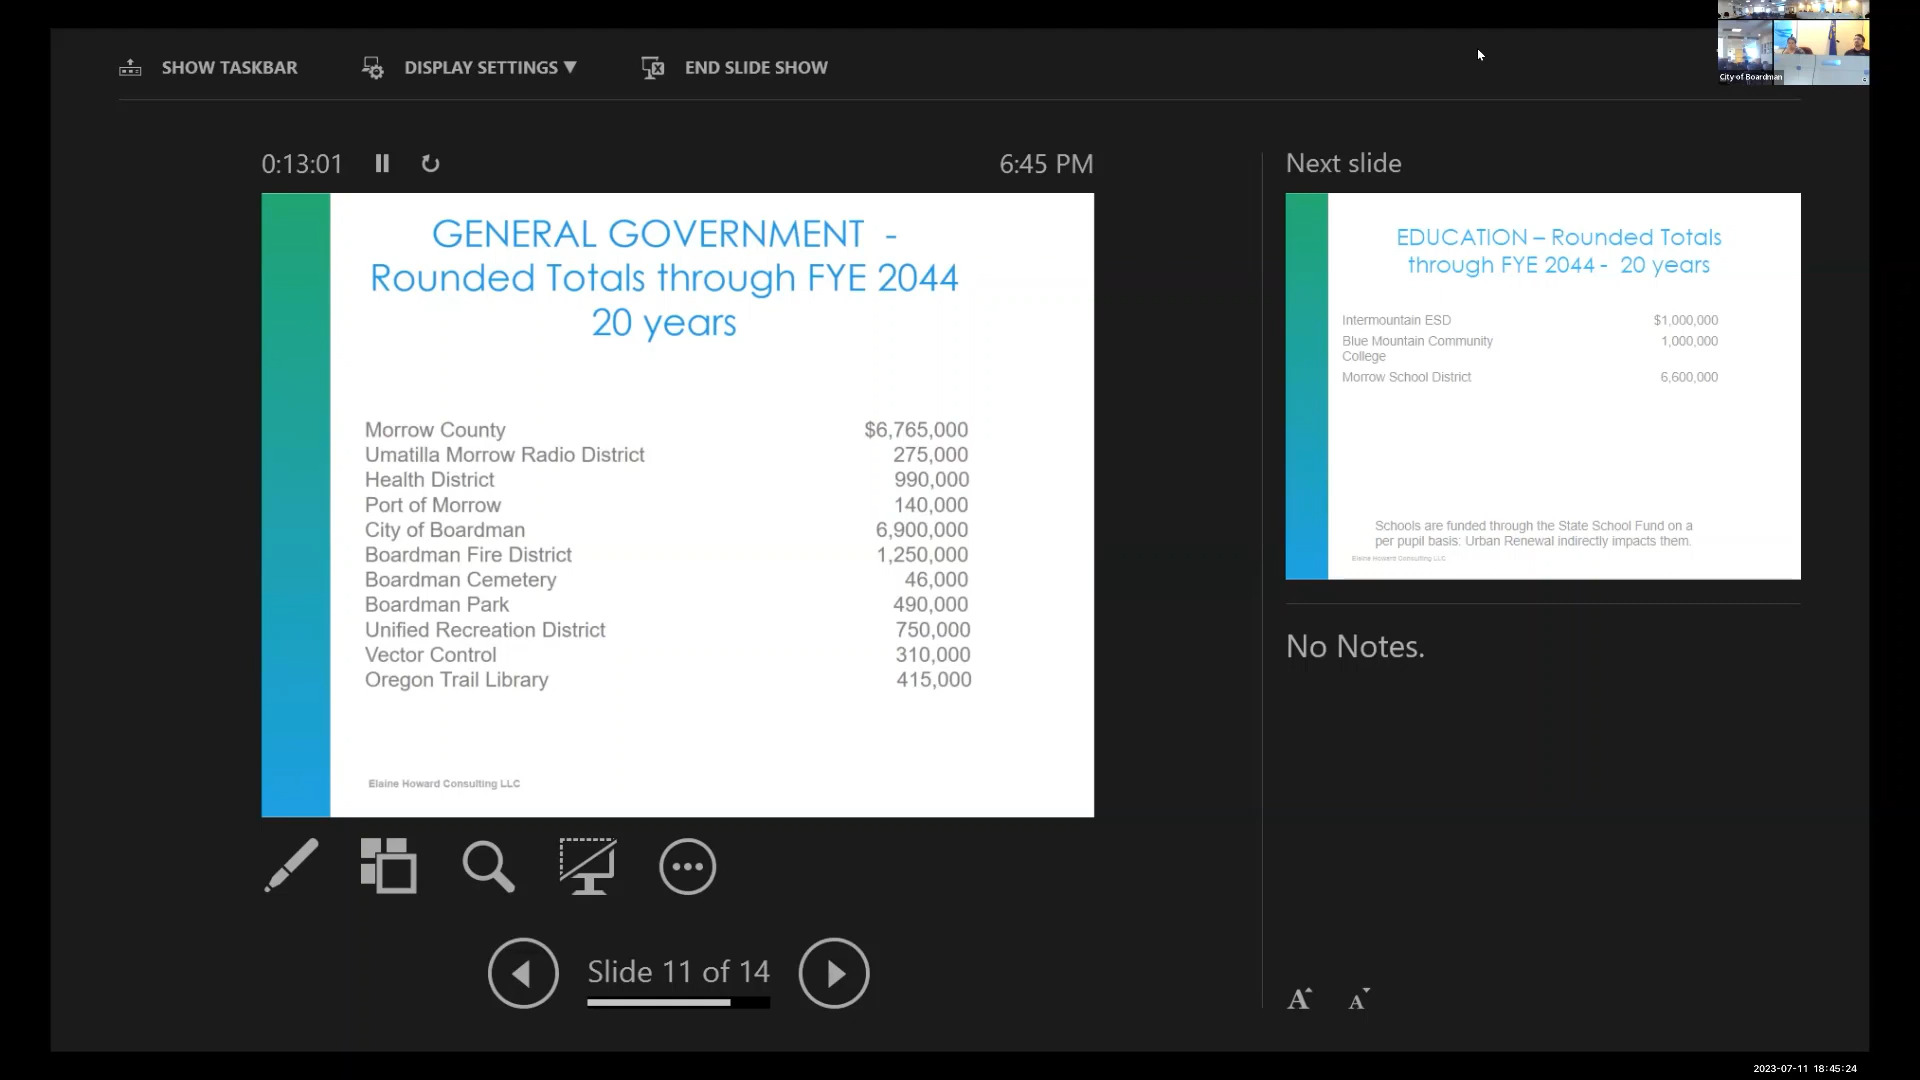 SHOW TASKBAR
DISPLAY SETTINGS ▼
END SLIDE SHOW
City of Boardman
0:13:01
6:45 PM
GENERAL GOVERNMENT -
Rounded Totals through FYE 2044
20 years
Morrow County $6,765,000
Umatilla Morrow Radio District 275,000
Health District 990,000
Port of Morrow 140,000
City of Boardman 6,900,000
Boardman Fire District 1,250,000
Boardman Cemetery 46,000
Boardman Park 490,000
Unified Recreation District 750,000
Vector Control 310,000
Oregon Trail Library 415,000
Elaine Howard Consulting LLC
Slide 11 of 14
Next slide
EDUCATION – Rounded Totals
through FYE 2044 - 20 years
Intermountain ESD $1,000,000
Blue Mountain Community 1,000,000
College
Morrow School District 6,600,000
Schools are funded through the State School Fund on a
per pupil basis: Urban Renewal indirectly impacts them.
Elaine Howard Consulting LLC
No Notes.
A A
2023-07-11 18:45:24